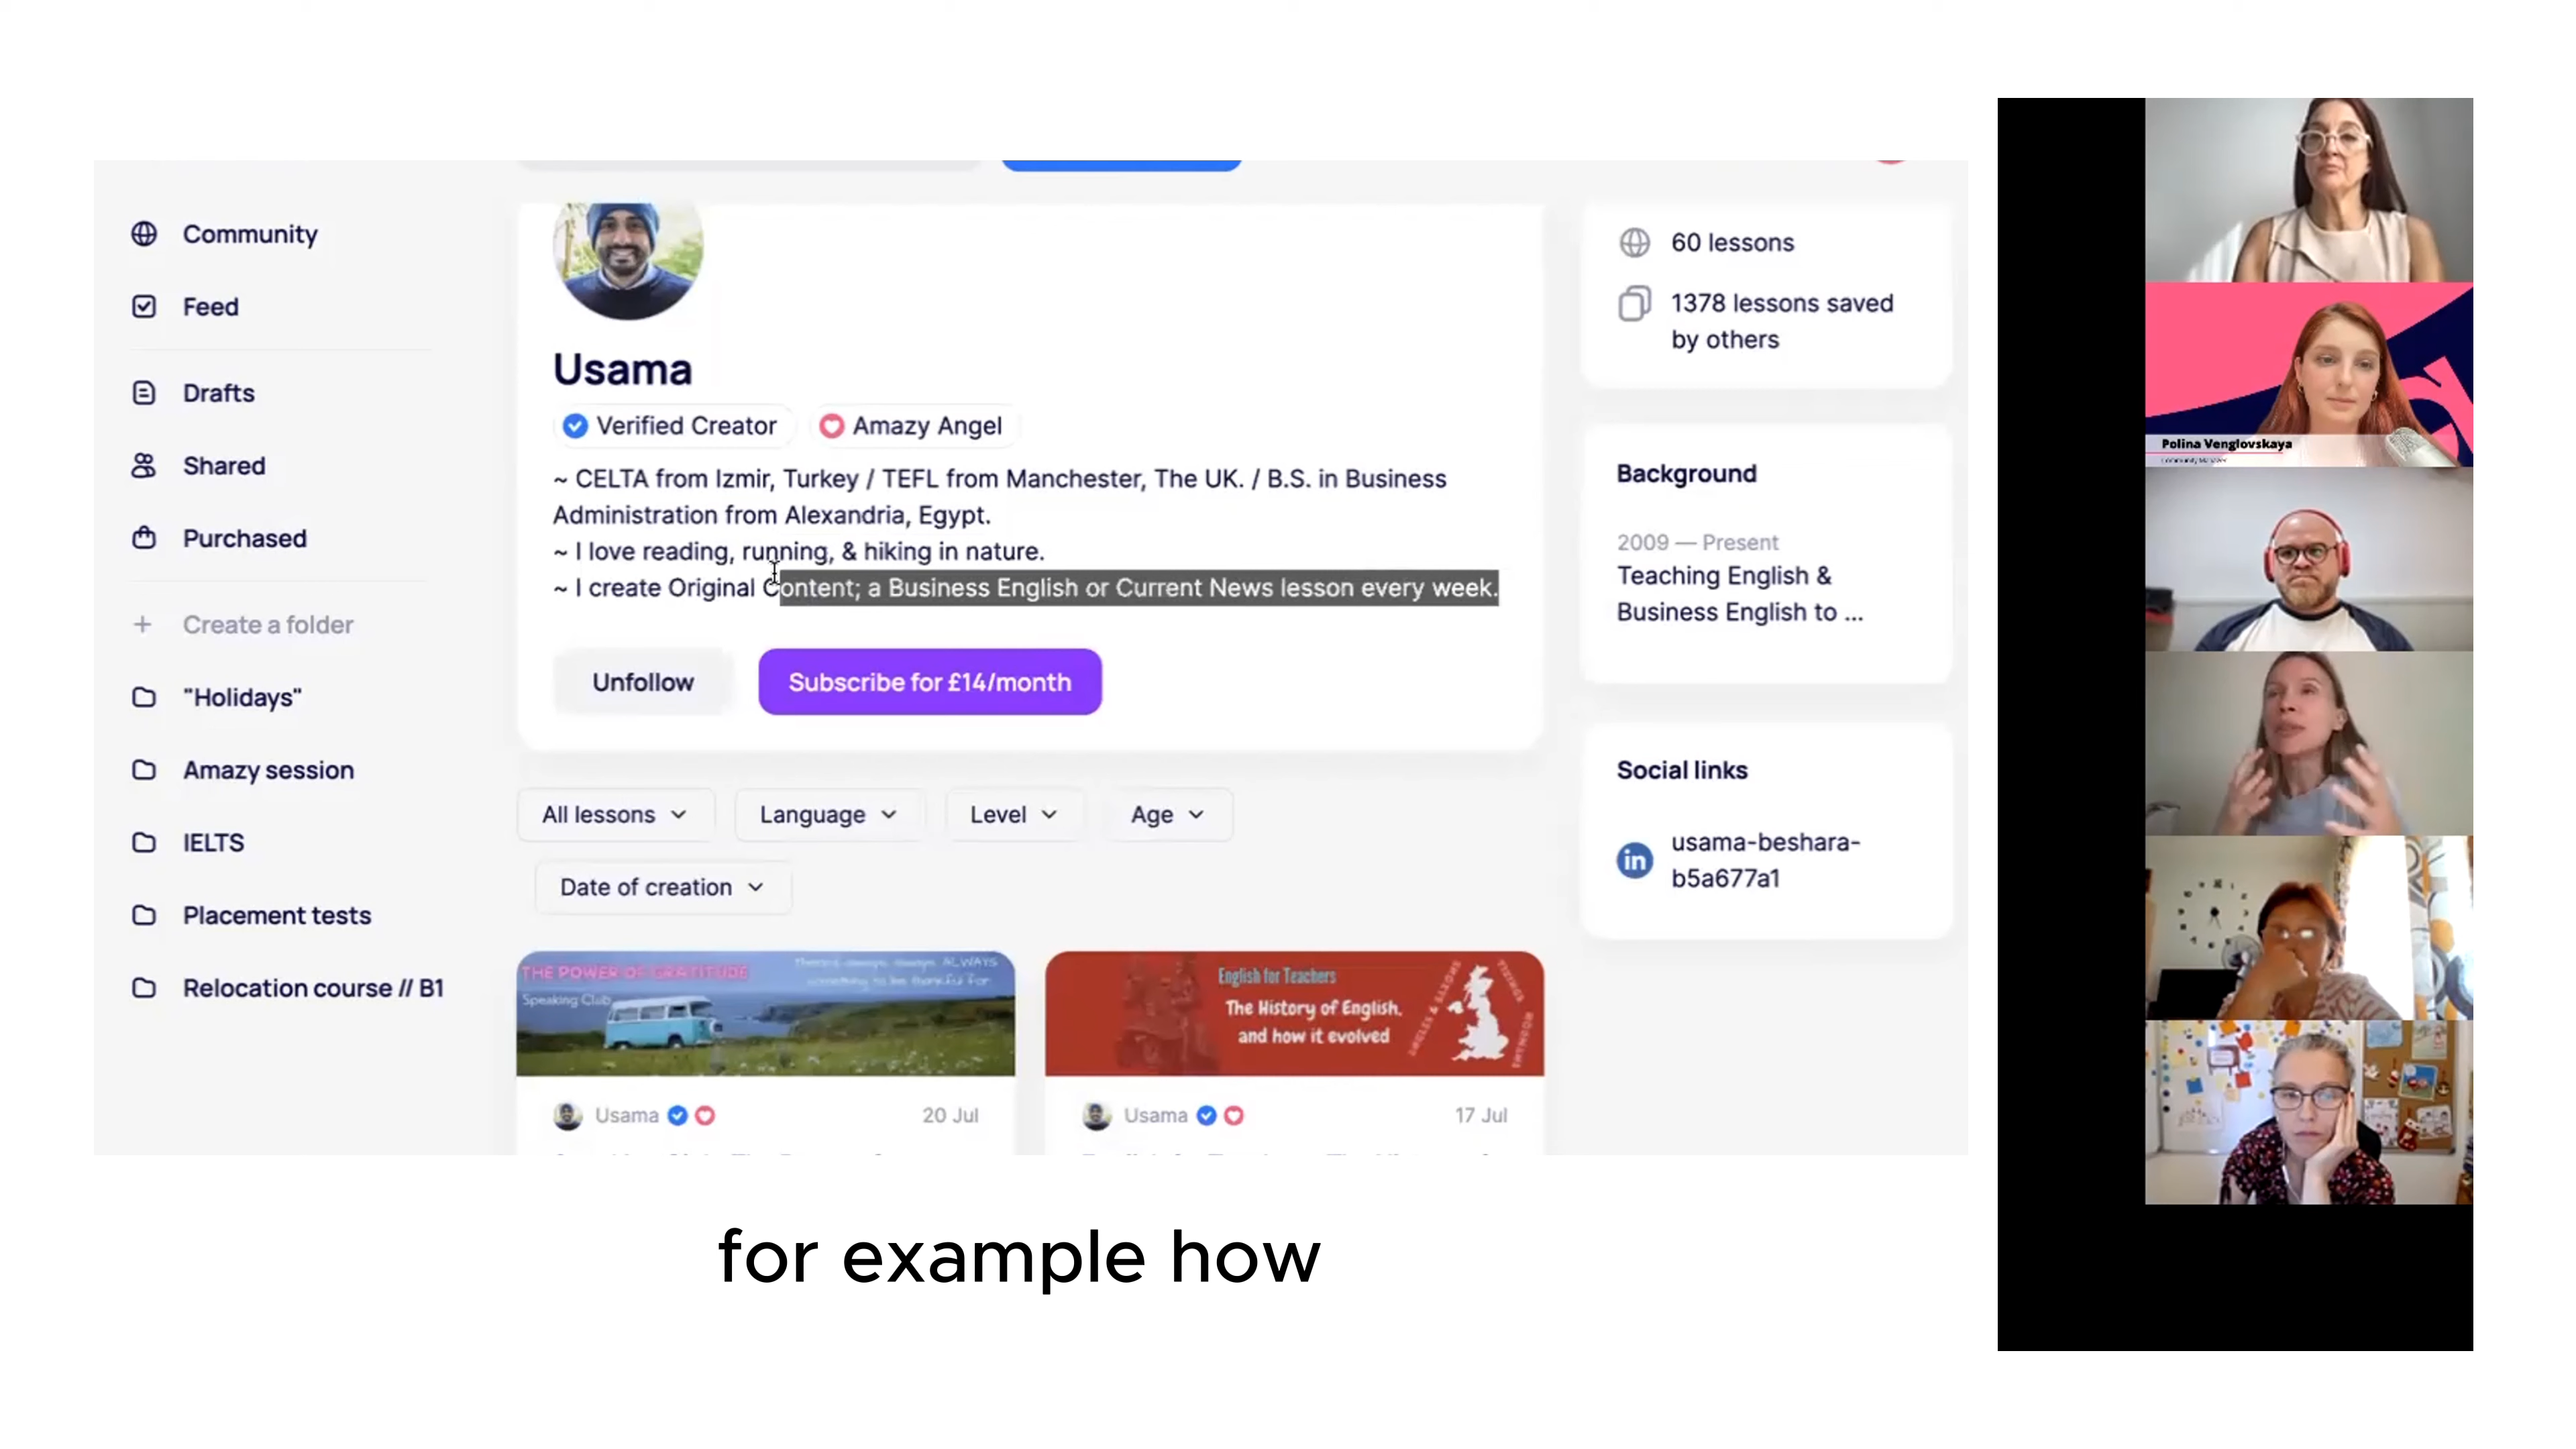 Community
Feed
Drafts
Shared
Purchased
Create a folder
"Holidays"
Amazy session
IELTS
Placement tests
Relocation course // B1
Usama
Verified Creator
Amazy Angel
~ CELTA from Izmir, Turkey / TEFL from Manchester, The UK. / B.S. in Business
Administration from Alexandria, Egypt.
~ I love reading, running, & hiking in nature.
~ I create Original Content; a Business English or Current News lesson every week.
Unfollow
Subscribe for £14/month
All lessons
Language
Level
Age
Date of creation
THE POWER OF GRATITUDE
Speaking Club
English for Teachers
The History of English,
and how it evolved
ANGLES & SAXONS
Usama
20 Jul
Usama
17 Jul
60 lessons
1378 lessons saved
by others
Background
2009 — Present
Teaching English &
Business English to ...
Social links
in
usama-beshara-
b5a677a1
Polina Venglovskaya
Community Manager
for example how